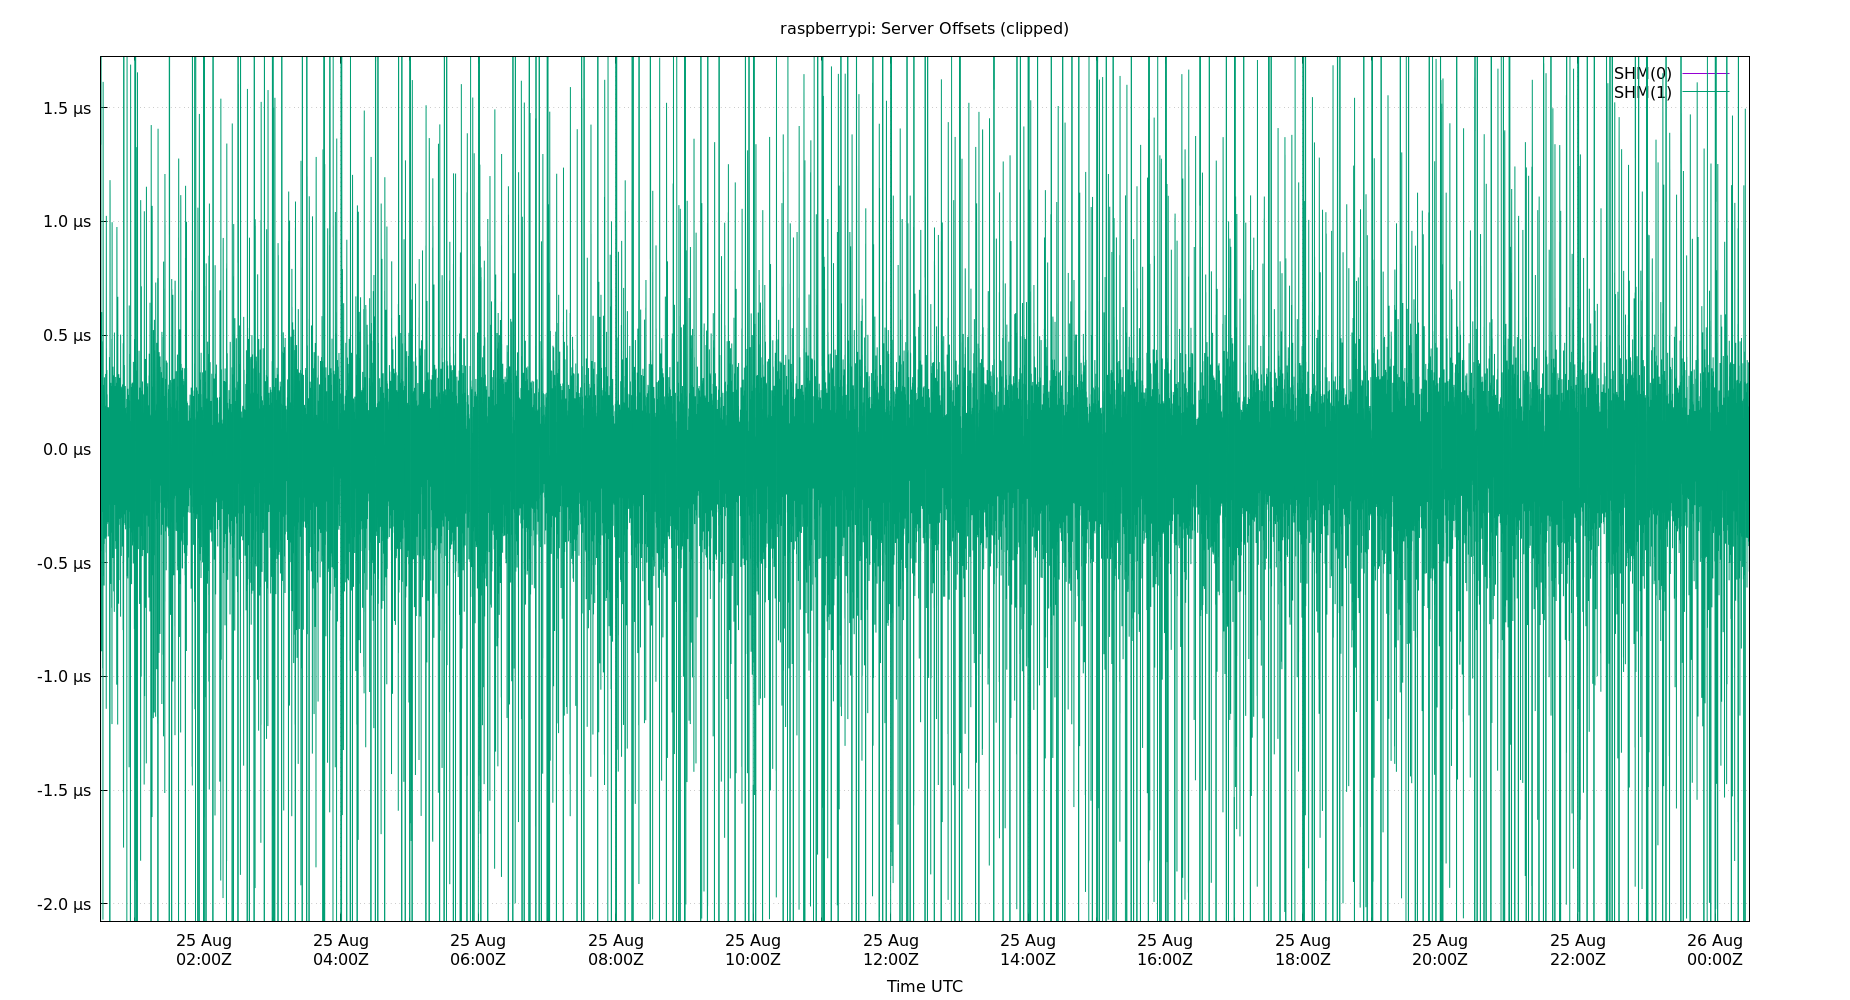 raspberrypi: Server Offsets (clipped)
SHM(0)
SHM(1)
1.5 µs
1.0 µs
0.5 µs
0.0 µs
-0.5 µs
-1.0 µs
-1.5 µs
-2.0 µs
25 Aug 25 Aug 25 Aug 25 Aug 25 Aug 25 Aug 25 Aug 25 Aug 25 Aug 25 Aug 25 Aug 26 Aug
02:00Z 04:00Z 06:00Z 08:00Z 10:00Z 12:00Z 14:00Z 16:00Z 18:00Z 20:00Z 22:00Z 00:00Z
Time UTC